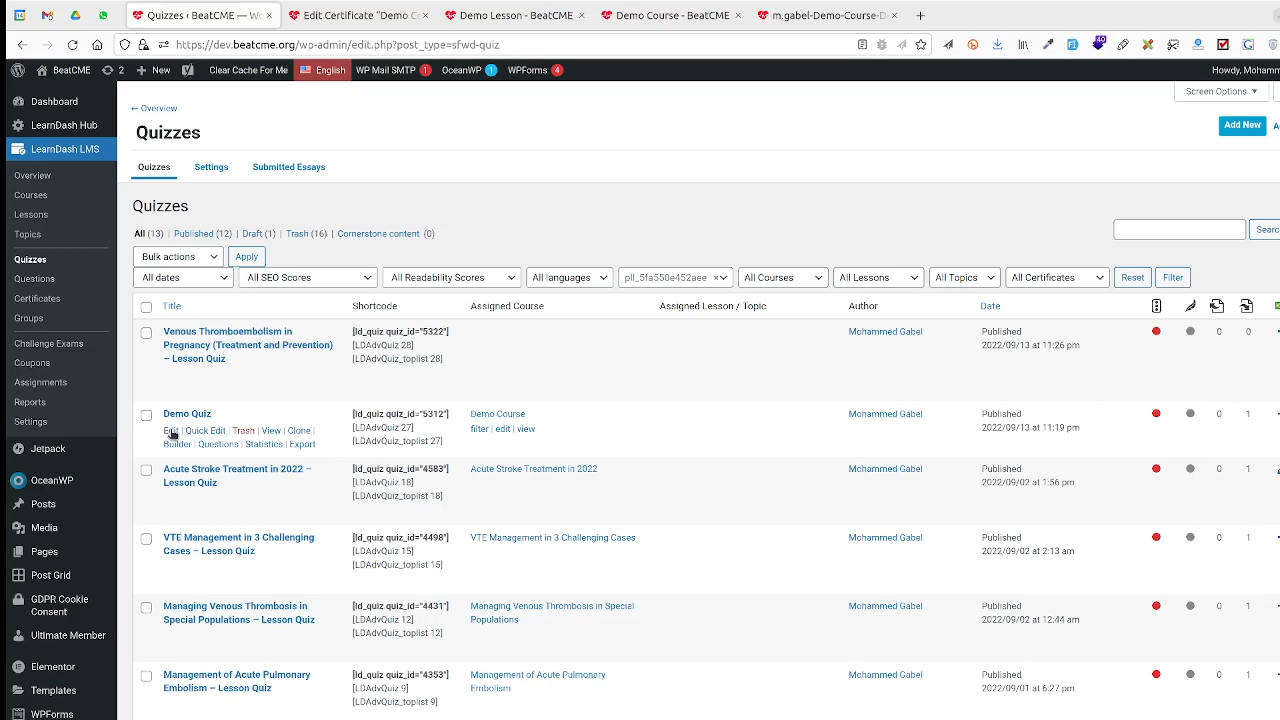 Quizzes ‹ BeatCME — Wo
Edit Certificate "Demo C
Demo Lesson - BeatCME
Demo Course - BeatCME
m.gabel-Demo-Course-D
https://dev.beatcme.org/wp-admin/edit.php?post_type=sfwd-quiz
40
BeatCME
2
New
Clear Cache For Me
English
WP Mail SMTP 1
OceanWP 1
WPForms 4
Howdy, Mohamm
Dashboard
LearnDash Hub
LearnDash LMS
Overview
Courses
Lessons
Topics
Quizzes
Questions
Certificates
Groups
Challenge Exams
Coupons
Assignments
Reports
Settings
Jetpack
OceanWP
Posts
Media
Pages
Post Grid
GDPR Cookie
Consent
Ultimate Member
Elementor
Templates
WPForms
Screen Options
← Overview
Quizzes
Add New
Quizzes Settings Submitted Essays
Quizzes
All (13) | Published (12) | Draft (1) | Trash (16) | Cornerstone content (0)
Searc
Bulk actions Apply
All dates All SEO Scores All Readability Scores All languages pll_5fa550e452aee All Courses All Lessons All Topics All Certificates Reset Filter
Title Shortcode Assigned Course Assigned Lesson / Topic Author Date
Venous Thromboembolism in [ld_quiz quiz_id="5322"] Mohammed Gabel Published 0 0
Pregnancy (Treatment and Prevention) [LDAdvQuiz 28] 2022/09/13 at 11:26 pm
– Lesson Quiz [LDAdvQuiz_toplist 28]
Demo Quiz [ld_quiz quiz_id="5312"] Demo Course Mohammed Gabel Published 0 1
Edit | Quick Edit | Trash | View | Clone | [LDAdvQuiz 27] filter | edit | view 2022/09/13 at 11:19 pm
Builder | Questions | Statistics | Export [LDAdvQuiz_toplist 27]
Acute Stroke Treatment in 2022 – [ld_quiz quiz_id="4583"] Acute Stroke Treatment in 2022 Mohammed Gabel Published 0 1
Lesson Quiz [LDAdvQuiz 18] 2022/09/02 at 1:56 pm
[LDAdvQuiz_toplist 18]
VTE Management in 3 Challenging [ld_quiz quiz_id="4498"] VTE Management in 3 Challenging Cases Mohammed Gabel Published 0 1
Cases – Lesson Quiz [LDAdvQuiz 15] 2022/09/02 at 2:13 am
[LDAdvQuiz_toplist 15]
Managing Venous Thrombosis in [ld_quiz quiz_id="4431"] Managing Venous Thrombosis in Special Mohammed Gabel Published 0 1
Special Populations – Lesson Quiz [LDAdvQuiz 12] Populations 2022/09/02 at 12:44 am
[LDAdvQuiz_toplist 12]
Management of Acute Pulmonary [ld_quiz quiz_id="4353"] Management of Acute Pulmonary Mohammed Gabel Published 0 1
Embolism – Lesson Quiz [LDAdvQuiz 9] Embolism 2022/09/01 at 6:27 pm
[LDAdvQuiz_toplist 9]